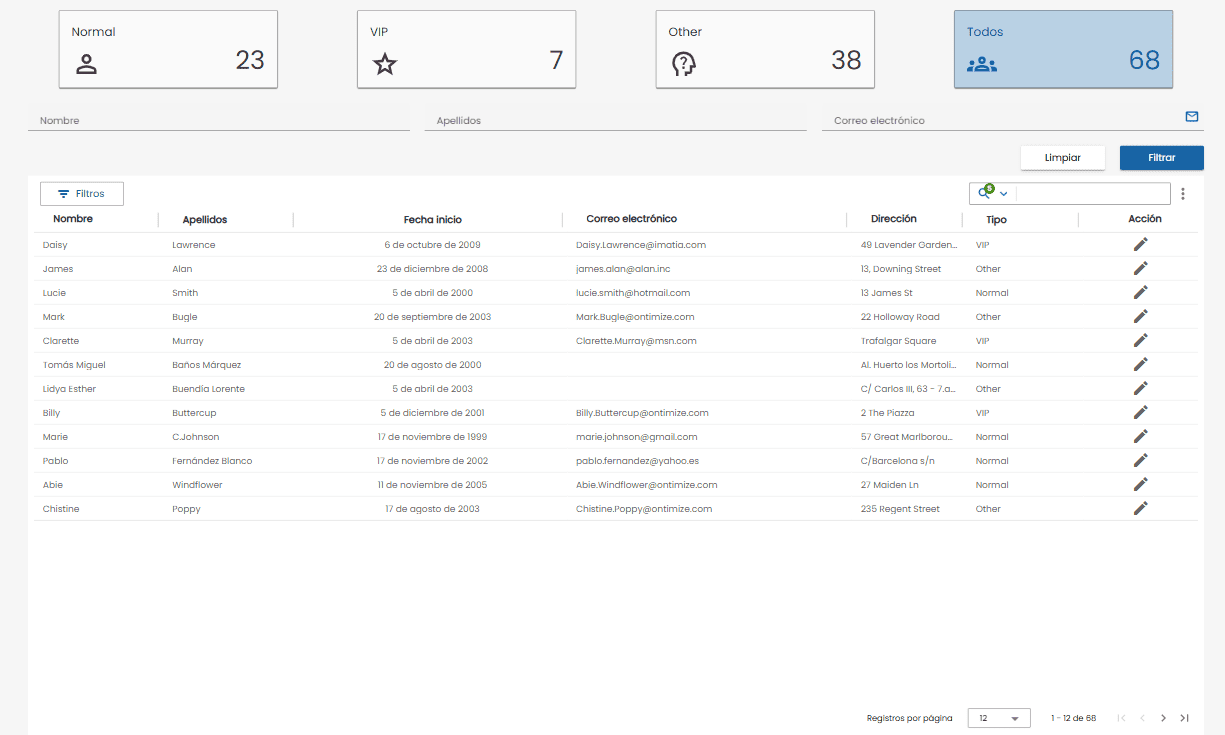 Normal VIP Other Todos
23 7 38 68
Nombre Apellidos Correo electrónico
Limpiar Filtrar
Filtros 5
Nombre Apellidos Fecha inicio Correo electrónico Dirección Tipo Acción
Daisy Lawrence 6 de octubre de 2009 Daisy.Lawrence@imatia.com 49 Lavender Garden... VIP
James Alan 23 de diciembre de 2008 james.alan@alan.inc 13, Downing Street Other
Lucie Smith 5 de abril de 2000 lucie.smith@hotmail.com 13 James St Normal
Mark Bugle 20 de septiembre de 2003 Mark.Bugle@ontimize.com 22 Holloway Road Other
Clarette Murray 5 de abril de 2003 Clarette.Murray@msn.com Trafalgar Square VIP
Tomás Miguel Baños Márquez 20 de agosto de 2000 Al. Huerto los Mortolí... Normal
Lidya Esther Buendía Lorente 5 de abril de 2003 C/ Carlos III, 63 - 7.a... Other
Billy Buttercup 5 de diciembre de 2001 Billy.Buttercup@ontimize.com 2 The Piazza VIP
Marie C.Johnson 17 de noviembre de 1999 marie.johnson@gmail.com 57 Great Marlborou... Normal
Pablo Fernández Blanco 17 de noviembre de 2002 pablo.fernandez@yahoo.es C/Barcelona s/n Normal
Abie Windflower 11 de noviembre de 2005 Abie.Windflower@ontimize.com 27 Maiden Ln Normal
Chistine Poppy 17 de agosto de 2003 Chistine.Poppy@ontimize.com 235 Regent Street Other
Registros por página 12 1 - 12 de 68